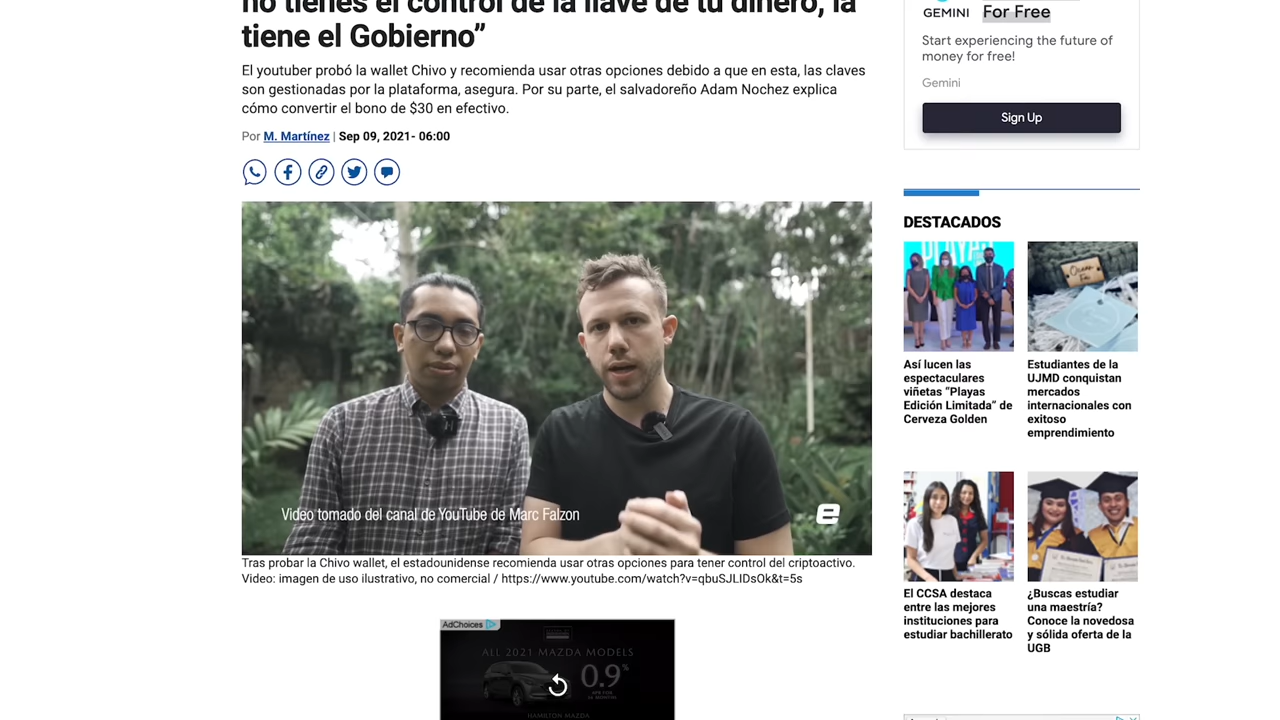 no tienes el control de la llave de tu dinero, la
tiene el Gobierno”
El youtuber probó la wallet Chivo y recomienda usar otras opciones debido a que en esta, las claves
son gestionadas por la plataforma, asegura. Por su parte, el salvadoreño Adam Nochez explica
cómo convertir el bono de $30 en efectivo.
Por M. Martínez | Sep 09, 2021- 06:00
Video tomado del canal de YouTube de Marc Falzon
e
Tras probar la Chivo wallet, el estadounidense recomienda usar otras opciones para tener control del criptoactivo.
Video: imagen de uso ilustrativo, no comercial / https://www.youtube.com/watch?v=qbuSJLIDsOk&t=5s
AdChoices
ALL 2021 MAZDA MODELS
0.9%
HAMILTON MAZDA
GEMINI
For Free
Start experiencing the future of
money for free!
Gemini
Sign Up
DESTACADOS
Así lucen las
espectaculares
viñetas “Playas
Edición Limitada” de
Cerveza Golden
Estudiantes de la
UJMD conquistan
mercados
internacionales con
exitoso
emprendimiento
El CCSA destaca
entre las mejores
instituciones para
estudiar bachillerato
¿Buscas estudiar
una maestría?
Conoce la novedosa
y sólida oferta de la
UGB